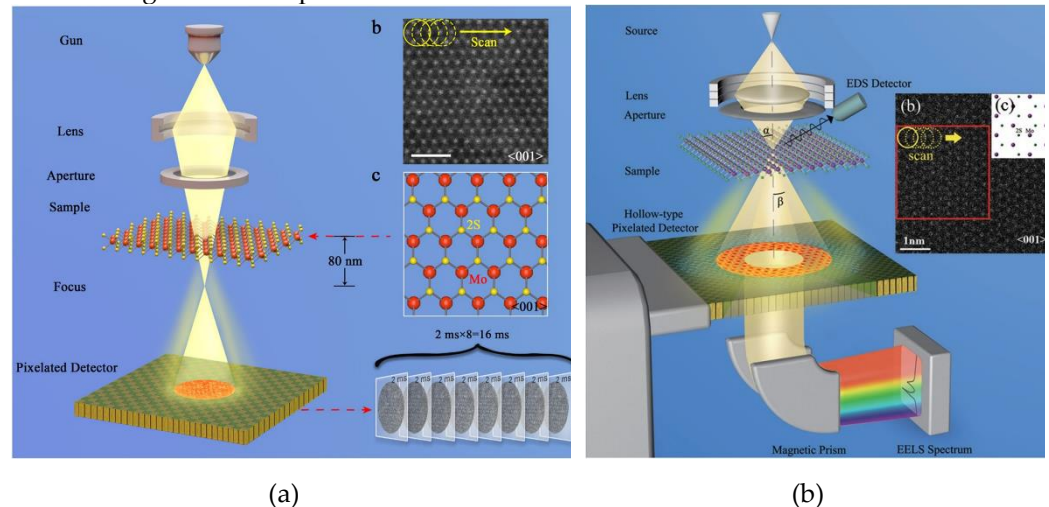 Gun
Lens
Aperture
Sample
Focus
Pixelated Detector
80 nm
b
Scan
<001>
c
2S
Mo
<001>
2 ms×8=16 ms
2 ms
2 ms
2 ms
2 ms
2 ms
2 ms
2 ms
2 ms
Source
Lens
Aperture
Sample
Hollow-type
Pixelated Detector
EDS Detector
α
β
(b)
scan
1nm
<001>
(c)
2S Mo
Magnetic Prism
EELS Spectrum
(a)
(b)